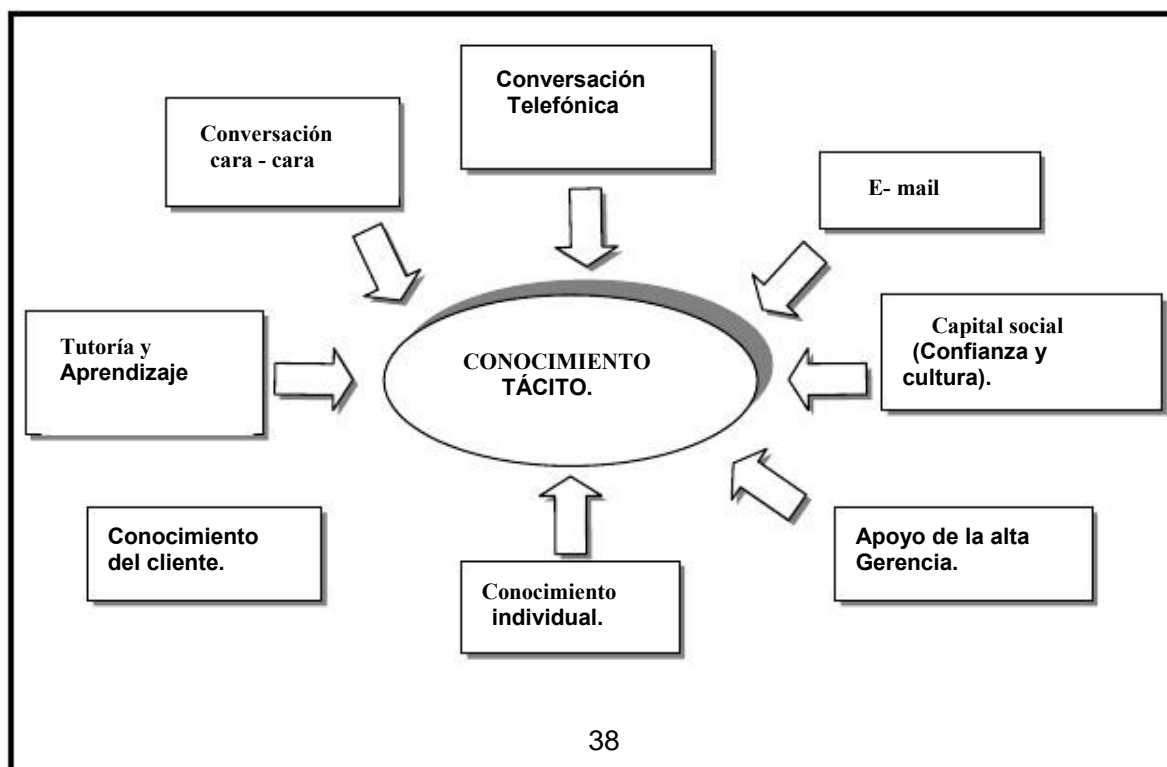 Conversación
Telefónica
Conversación
cara - cara
E- mail
Tutoría y
Aprendizaje
CONOCIMIENTO
TÁCITO.
Capital social
(Confianza y
cultura).
Conocimiento
del cliente.
Conocimiento
individual.
Apoyo de la alta
Gerencia.
38